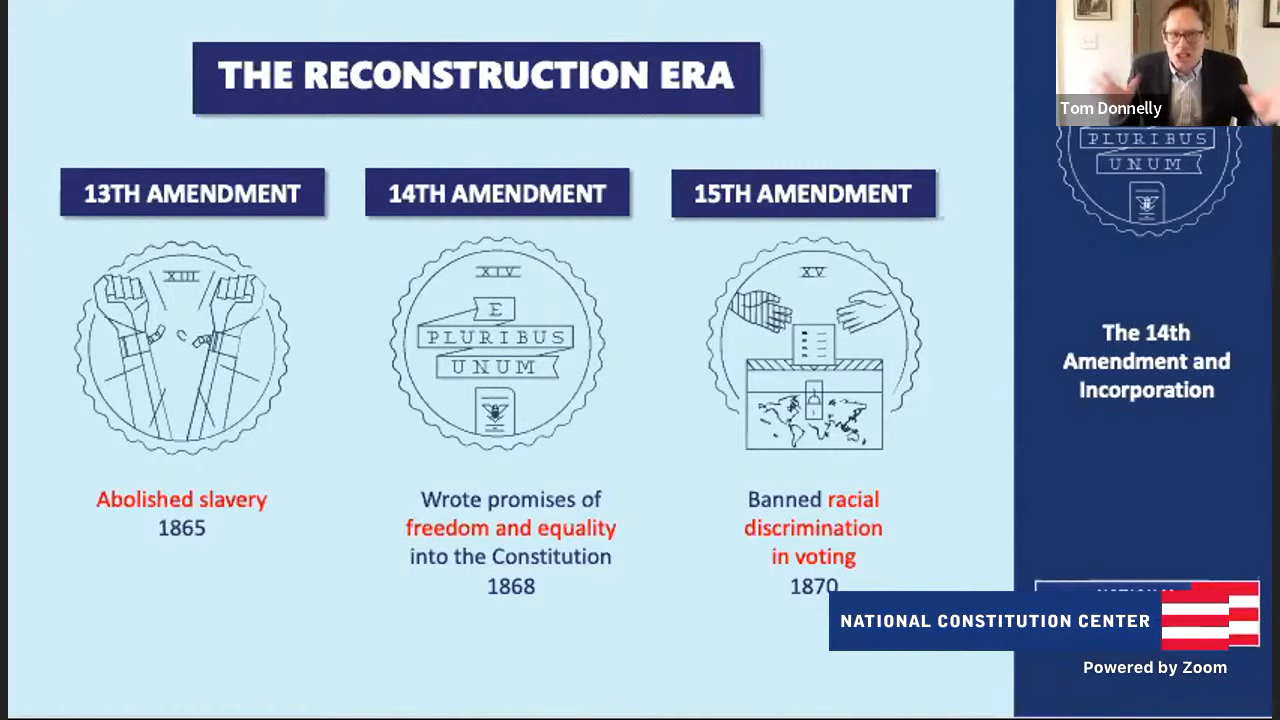 THE RECONSTRUCTION ERA
Tom Donnelly
PLURIBUS
UNUM
13TH AMENDMENT
14TH AMENDMENT
15TH AMENDMENT
XIII
XIV
E
PLURIBUS
UNUM
XV
Abolished slavery
1865
Wrote promises of
freedom and equality
into the Constitution
1868
Banned racial
discrimination
in voting
1870
The 14th
Amendment and
Incorporation
NATIONAL CONSTITUTION CENTER
Powered by Zoom